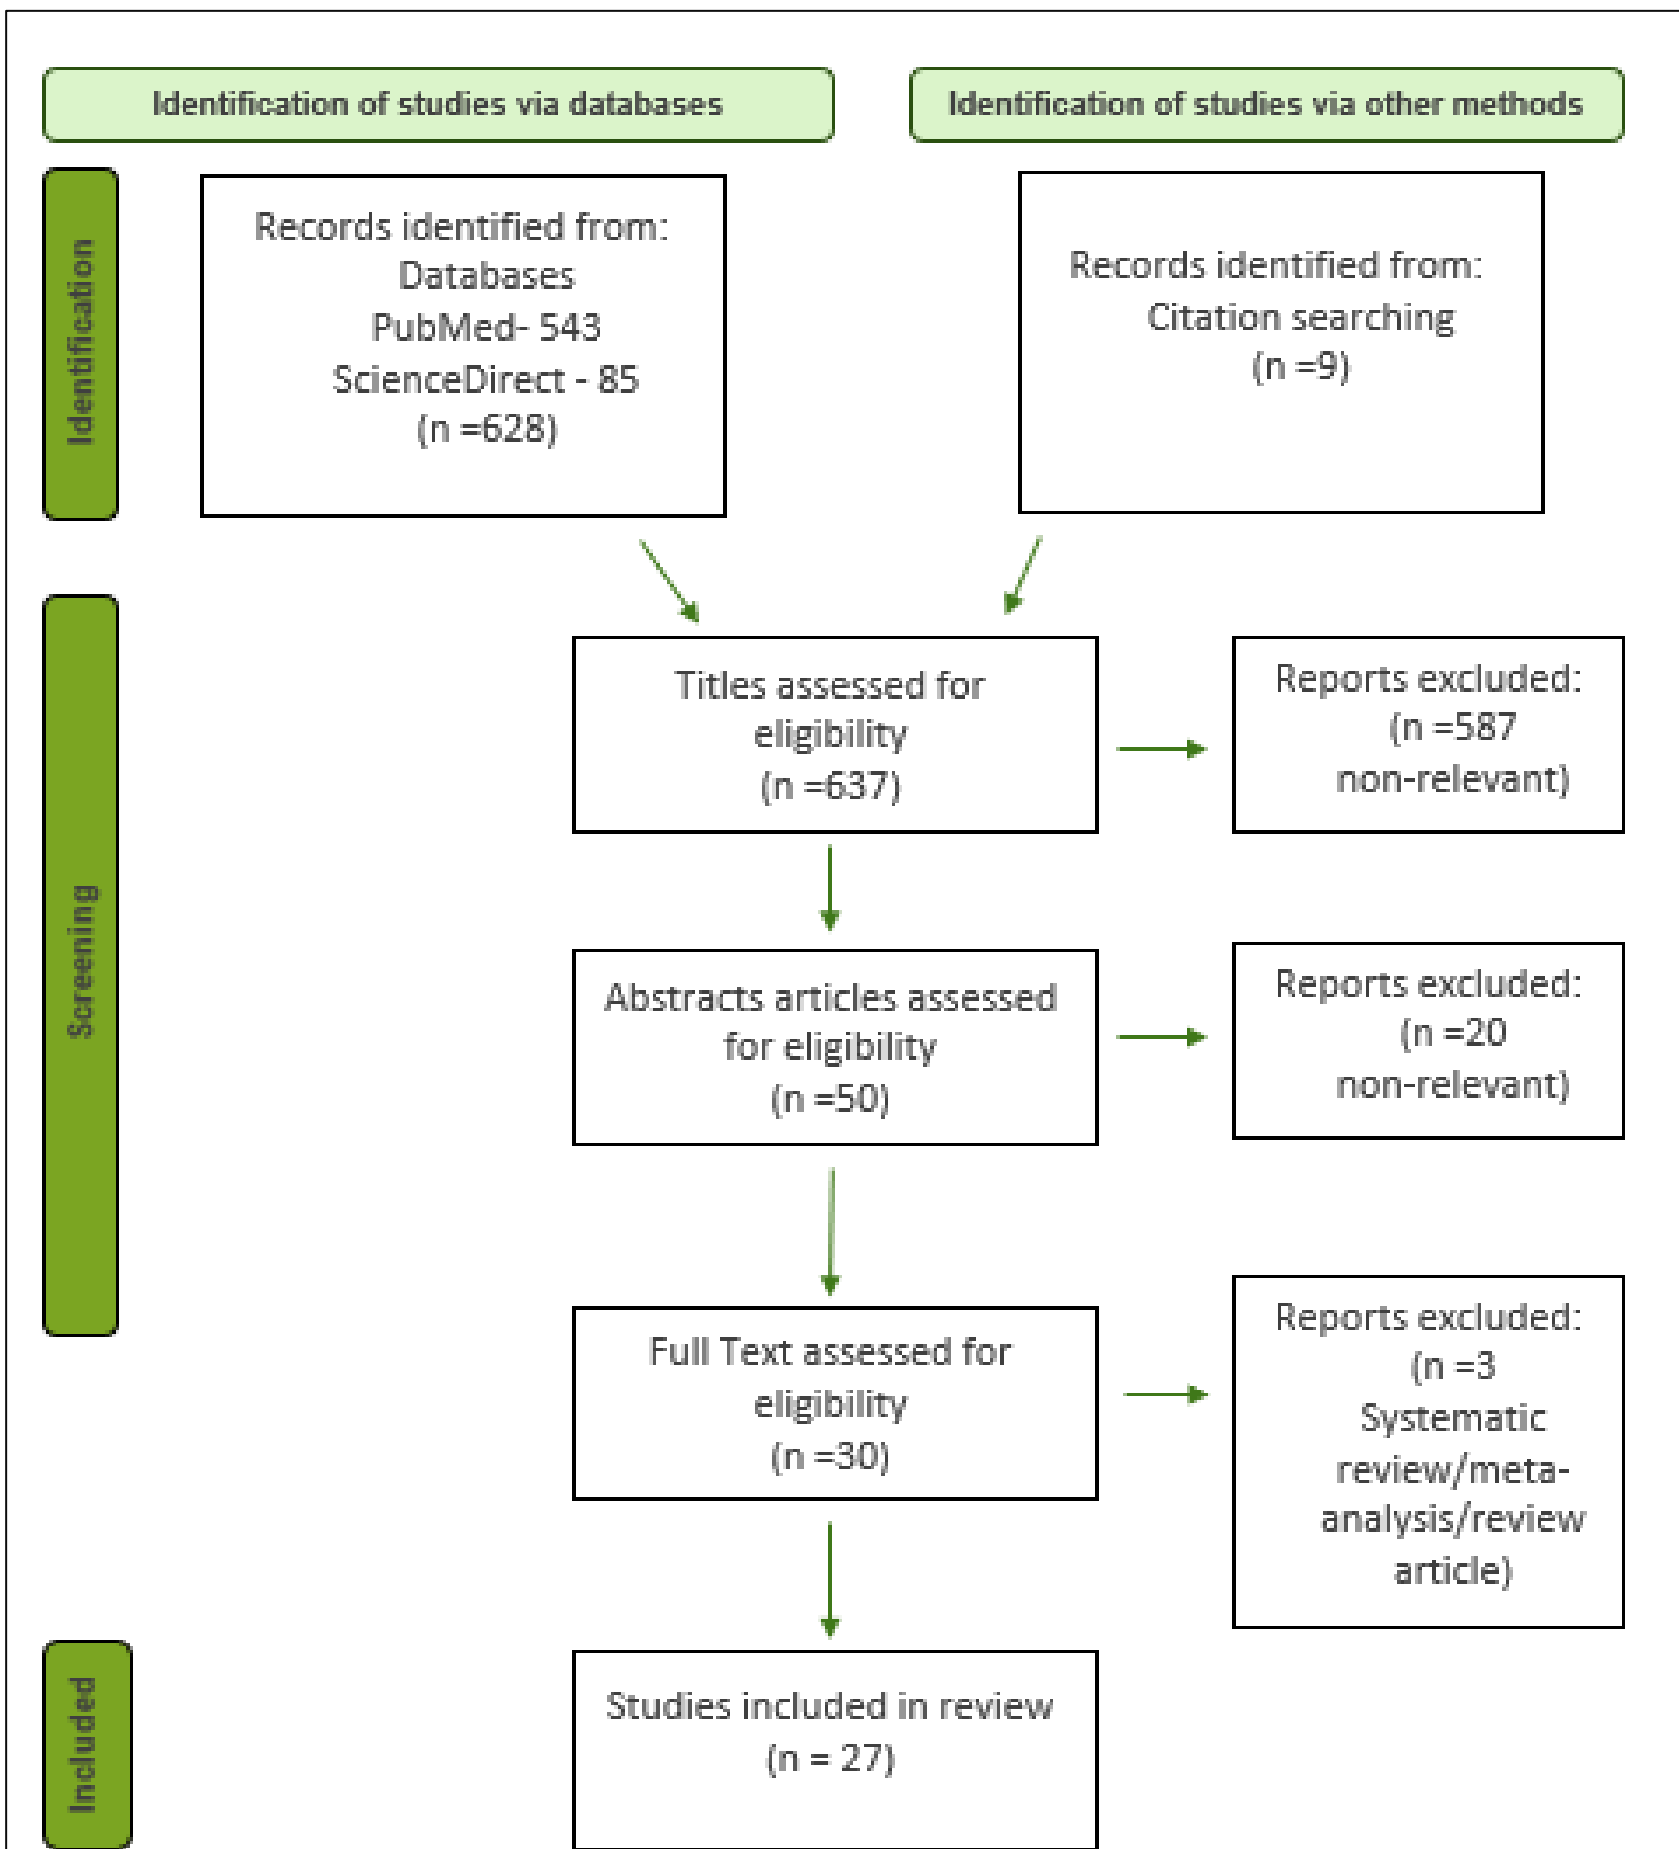 Identification of studies via databases
Identification of studies via other methods
Identification
Records identified from:
Databases
PubMed- 543
ScienceDirect - 85
(n =628)
Records identified from:
Citation searching
(n =9)
Screening
Titles assessed for
eligibility
(n =637)
Reports excluded:
(n =587
non-relevant)
Abstracts articles assessed
for eligibility
(n =50)
Reports excluded:
(n =20
non-relevant)
Full Text assessed for
eligibility
(n =30)
Reports excluded:
(n =3
Systematic
review/meta-
analysis/review
article)
Included
Studies included in review
(n = 27)